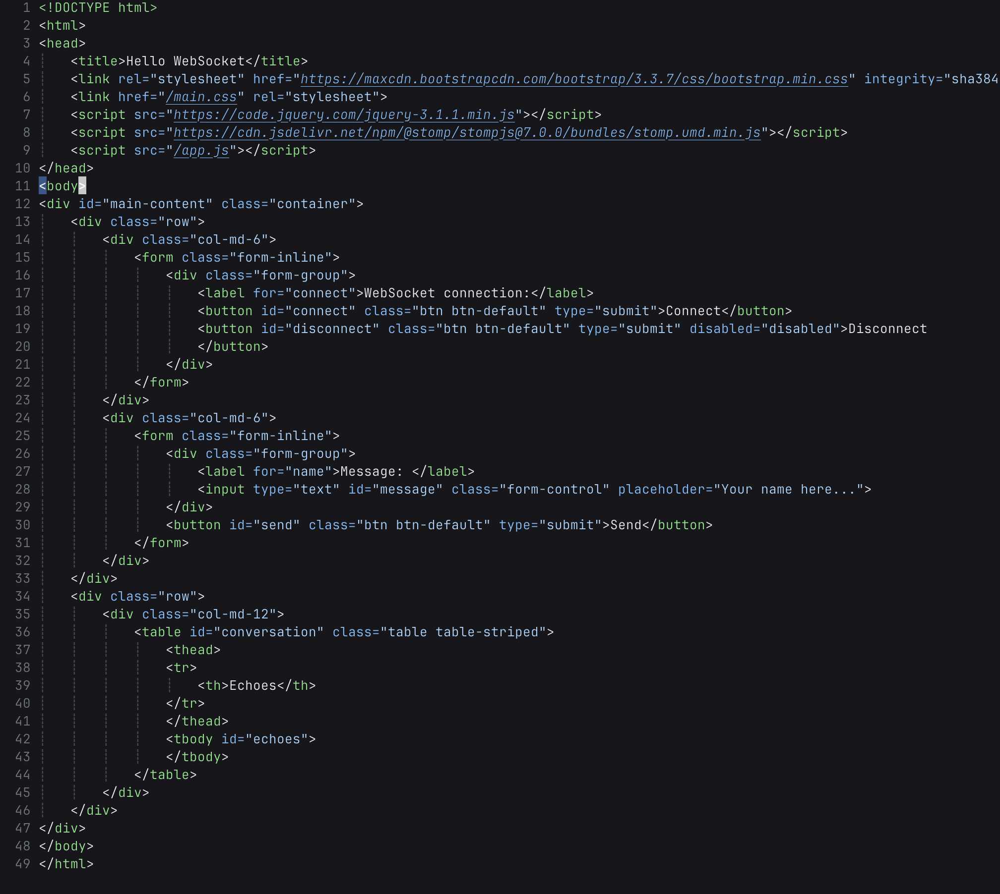 1 <!DOCTYPE html>
2 <html>
3 <head>
4     <title>Hello WebSocket</title>
5     <link rel="stylesheet" href="https://maxcdn.bootstrapcdn.com/bootstrap/3.3.7/css/bootstrap.min.css" integrity="sha384
6     <link href="/main.css" rel="stylesheet">
7     <script src="https://code.jquery.com/jquery-3.1.1.min.js"></script>
8     <script src="https://cdn.jsdelivr.net/npm/@stomp/stompjs@7.0.0/bundles/stomp.umd.min.js"></script>
9     <script src="/app.js"></script>
10 </head>
11 <body>
12 <div id="main-content" class="container">
13     <div class="row">
14         <div class="col-md-6">
15             <form class="form-inline">
16                 <div class="form-group">
17                     <label for="connect">WebSocket connection:</label>
18                     <button id="connect" class="btn btn-default" type="submit">Connect</button>
19                     <button id="disconnect" class="btn btn-default" type="submit" disabled="disabled">Disconnect
20                     </button>
21                 </div>
22             </form>
23         </div>
24         <div class="col-md-6">
25             <form class="form-inline">
26                 <div class="form-group">
27                     <label for="name">Message: </label>
28                     <input type="text" id="message" class="form-control" placeholder="Your name here...">
29                 </div>
30                 <button id="send" class="btn btn-default" type="submit">Send</button>
31             </form>
32         </div>
33     </div>
34     <div class="row">
35         <div class="col-md-12">
36             <table id="conversation" class="table table-striped">
37                 <thead>
38                 <tr>
39                     <th>Echoes</th>
40                 </tr>
41                 </thead>
42                 <tbody id="echoes">
43                 </tbody>
44             </table>
45         </div>
46     </div>
47 </div>
48 </body>
49 </html>